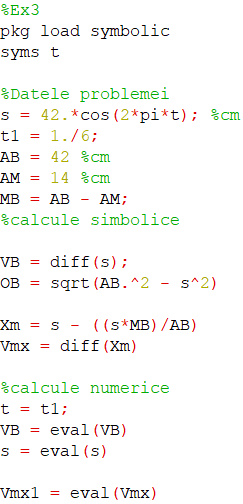 %Ex3
pkg load symbolic
syms t
%Datele problemei
s = 42.*cos(2*pi*t); %cm
t1 = 1./6;
AB = 42 %cm
AM = 14 %cm
MB = AB - AM;
%calcule simbolice
VB = diff(s);
OB = sqrt(AB.^2 - s^2)
Xm = s - ((s*MB)/AB)
Vmx = diff(Xm)
%calcule numerice
t = t1;
VB = eval(VB)
s = eval(s)
Vmx1 = eval(Vmx)